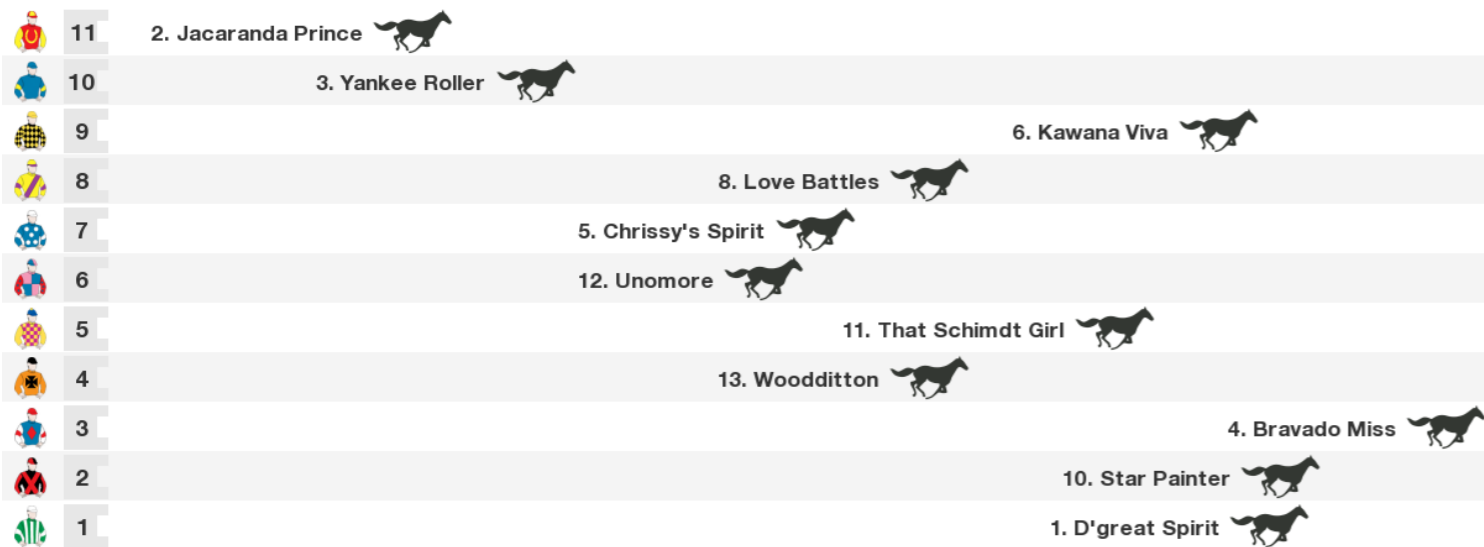 11 2. Jacaranda Prince
10 3. Yankee Roller
9 6. Kawana Viva
8 8. Love Battles
7 5. Chrissy's Spirit
6 12. Unomore
5 11. That Schimdt Girl
4 13. Woodditton
3 4. Bravado Miss
2 10. Star Painter
1 1. D'great Spirit